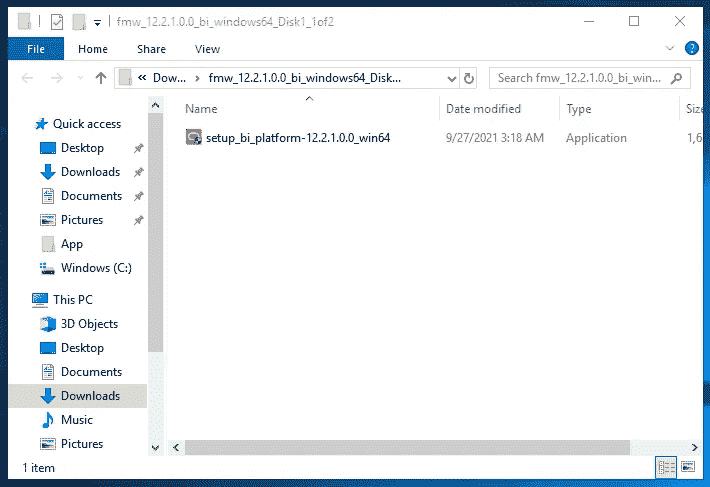 fmw_12.2.1.0.0_bi_windows64_Disk1_1of2
File Home Share View
« Dow... › fmw_12.2.1.0.0_bi_windows64_Disk...
Search fmw_12.2.1.0.0_bi_win...
Name Date modified Type Size
Quick access
setup_bi_platform-12.2.1.0.0_win64 9/27/2021 3:18 AM Application 1,6
Desktop
Downloads
Documents
Pictures
App
Windows (C:)
This PC
3D Objects
Desktop
Documents
Downloads
Music
Pictures
1 item